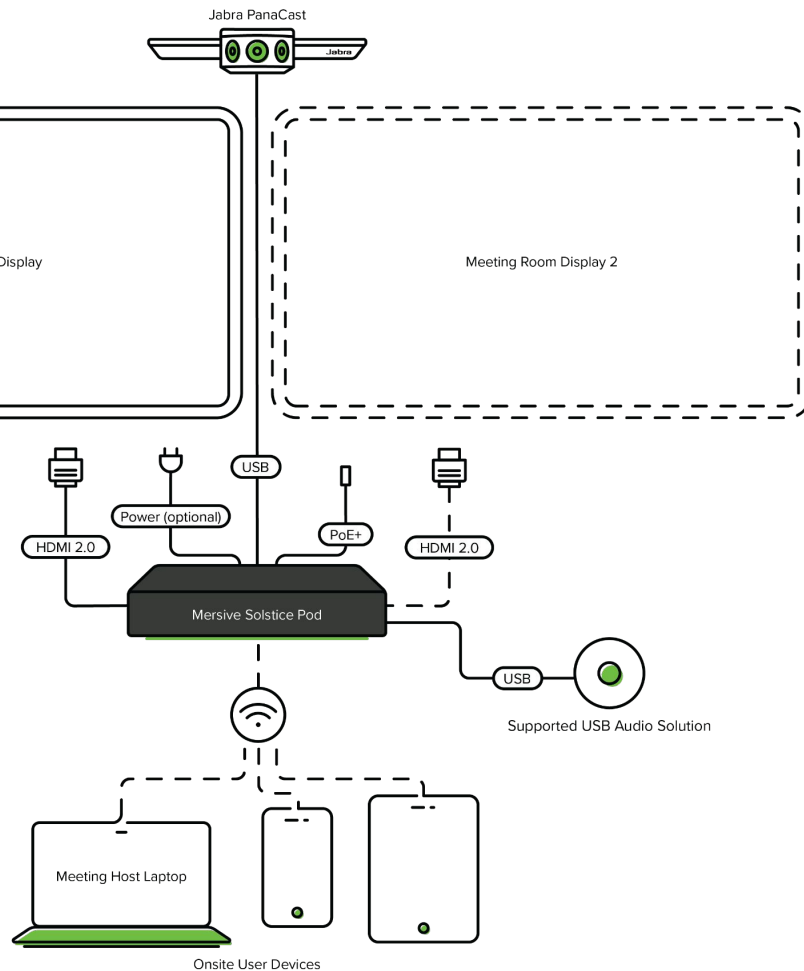 Jabra PanaCast
Jabra
Display
Meeting Room Display 2
USB
Power (optional)
PoE+
HDMI 2.0
HDMI 2.0
Mersive Solstice Pod
USB
Supported USB Audio Solution
Meeting Host Laptop
Onsite User Devices